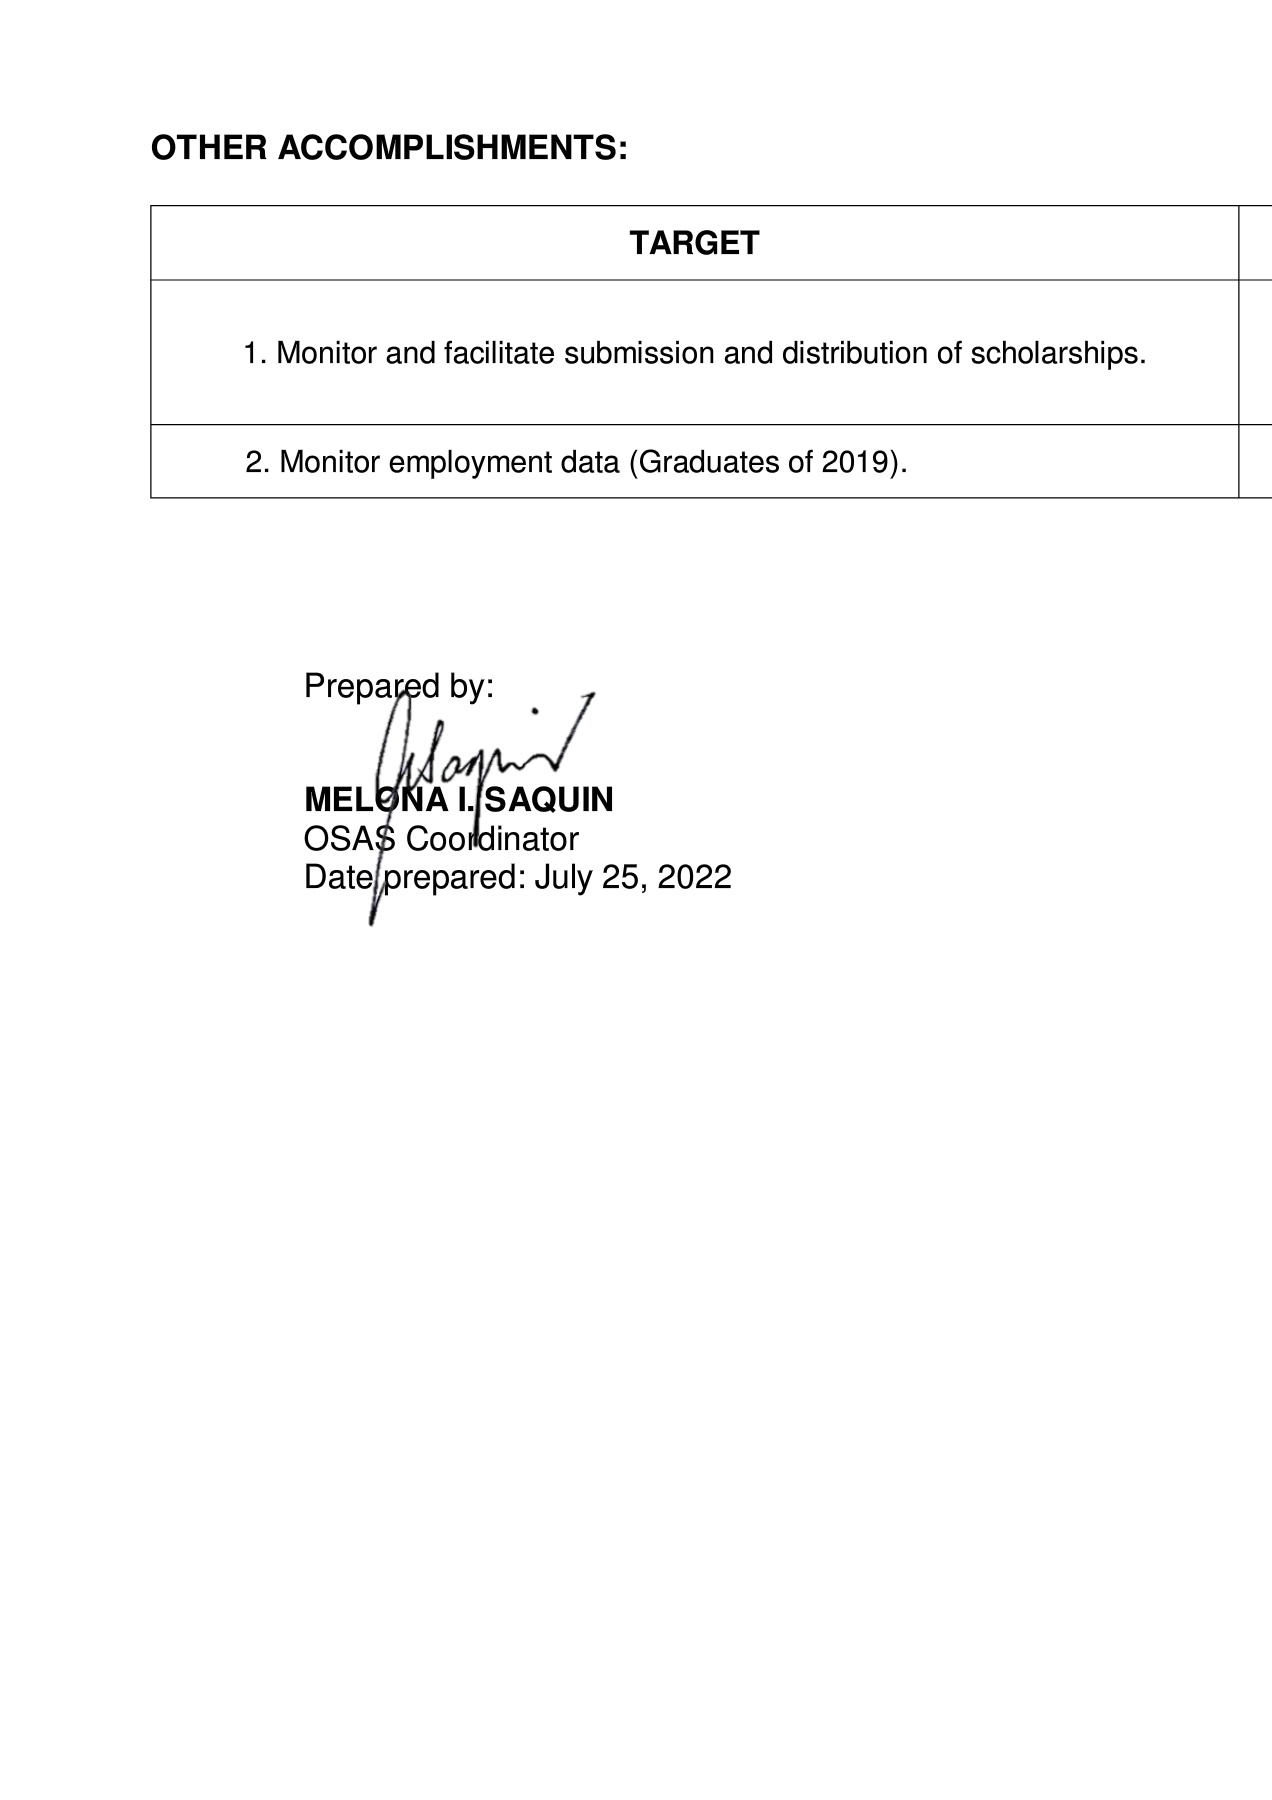 OTHER ACCOMPLISHMENTS:
TARGET
1. Monitor and facilitate submission and distribution of scholarships.
2. Monitor employment data (Graduates of 2019).
Prepared by:
MELONA I. SAQUIN
OSAS Coordinator
Date prepared: July 25, 2022